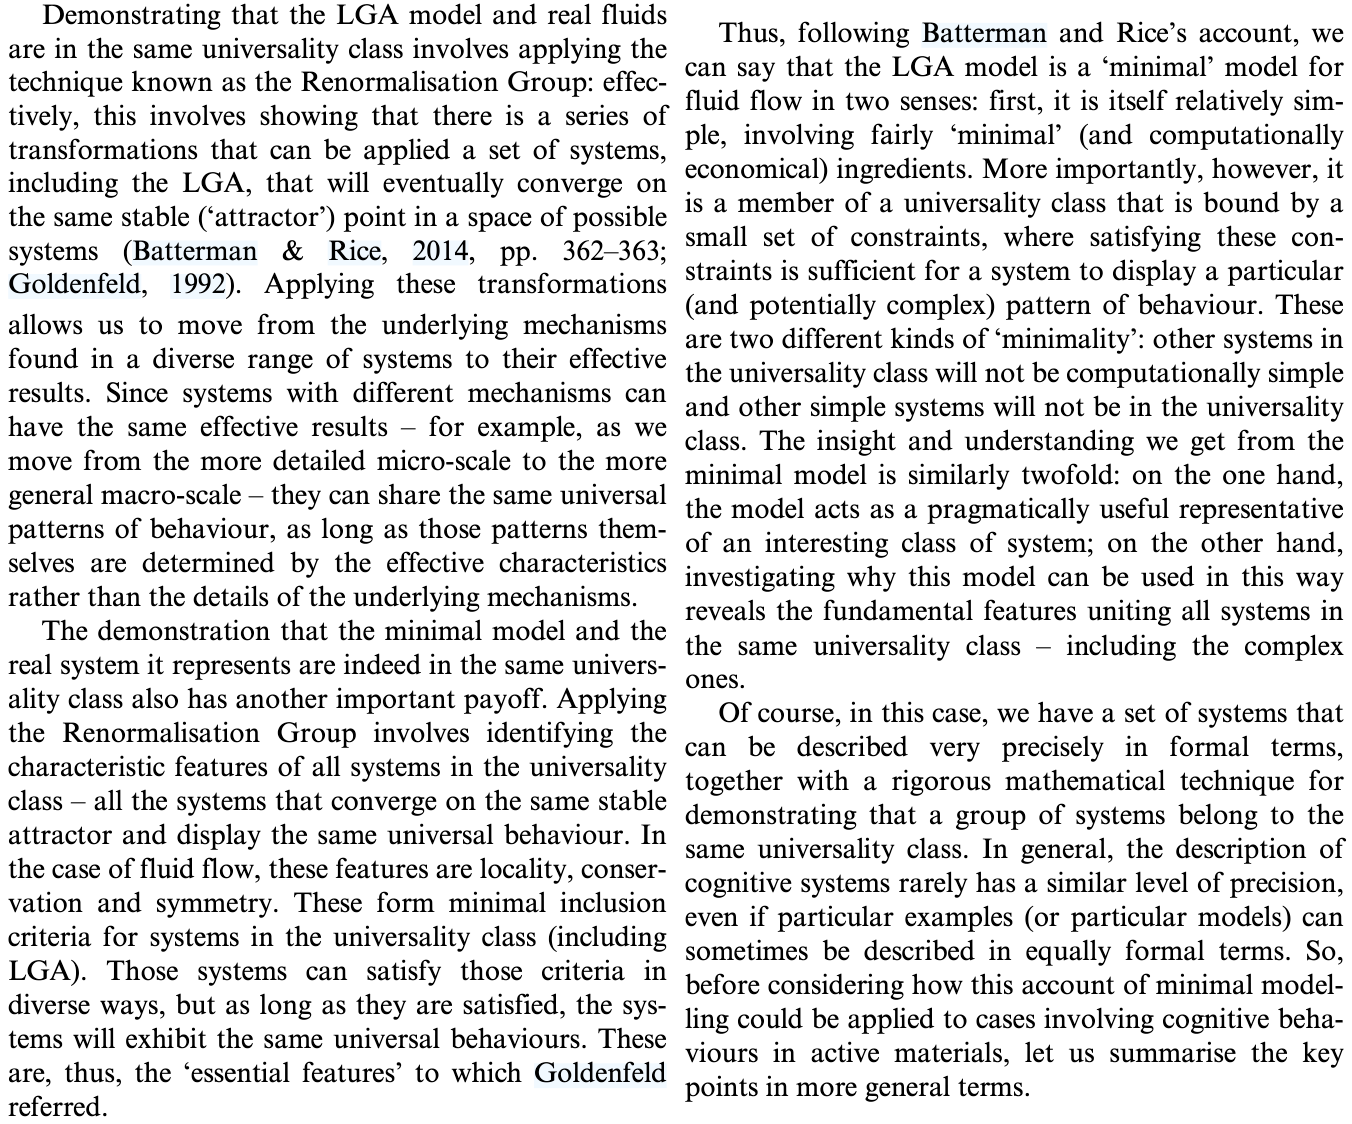 Demonstrating that the LGA model and real fluids
are in the same universality class involves applying the
technique known as the Renormalisation Group: effec-
tively, this involves showing that there is a series of
transformations that can be applied a set of systems,
including the LGA, that will eventually converge on
the same stable (‘attractor’) point in a space of possible
systems (Batterman & Rice, 2014, pp. 362–363;
Goldenfeld, 1992). Applying these transformations
allows us to move from the underlying mechanisms
found in a diverse range of systems to their effective
results. Since systems with different mechanisms can
have the same effective results – for example, as we
move from the more detailed micro-scale to the more
general macro-scale – they can share the same universal
patterns of behaviour, as long as those patterns them-
selves are determined by the effective characteristics
rather than the details of the underlying mechanisms.
The demonstration that the minimal model and the
real system it represents are indeed in the same univers-
ality class also has another important payoff. Applying
the Renormalisation Group involves identifying the
characteristic features of all systems in the universality
class – all the systems that converge on the same stable
attractor and display the same universal behaviour. In
the case of fluid flow, these features are locality, conser-
vation and symmetry. These form minimal inclusion
criteria for systems in the universality class (including
LGA). Those systems can satisfy those criteria in
diverse ways, but as long as they are satisfied, the sys-
tems will exhibit the same universal behaviours. These
are, thus, the ‘essential features’ to which Goldenfeld
referred.
Thus, following Batterman and Rice’s account, we
can say that the LGA model is a ‘minimal’ model for
fluid flow in two senses: first, it is itself relatively sim-
ple, involving fairly ‘minimal’ (and computationally
economical) ingredients. More importantly, however, it
is a member of a universality class that is bound by a
small set of constraints, where satisfying these con-
straints is sufficient for a system to display a particular
(and potentially complex) pattern of behaviour. These
are two different kinds of ‘minimality’: other systems in
the universality class will not be computationally simple
and other simple systems will not be in the universality
class. The insight and understanding we get from the
minimal model is similarly twofold: on the one hand,
the model acts as a pragmatically useful representative
of an interesting class of system; on the other hand,
investigating why this model can be used in this way
reveals the fundamental features uniting all systems in
the same universality class – including the complex
ones.
Of course, in this case, we have a set of systems that
can be described very precisely in formal terms,
together with a rigorous mathematical technique for
demonstrating that a group of systems belong to the
same universality class. In general, the description of
cognitive systems rarely has a similar level of precision,
even if particular examples (or particular models) can
sometimes be described in equally formal terms. So,
before considering how this account of minimal model-
ling could be applied to cases involving cognitive beha-
viours in active materials, let us summarise the key
points in more general terms.